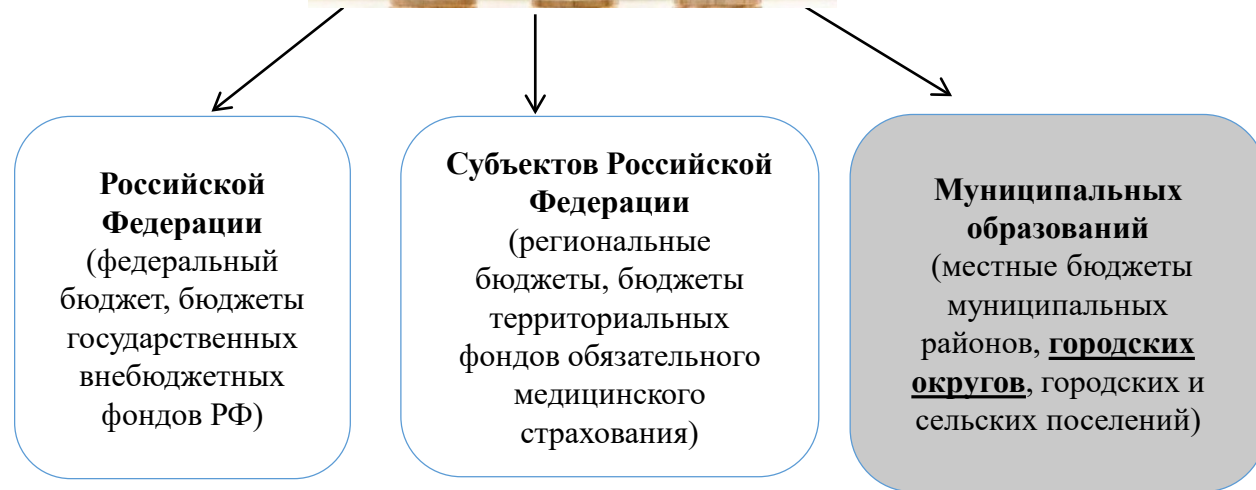 Российской
Федерации
(федеральный
бюджет, бюджеты
государственных
внебюджетных
фондов РФ)
Субъектов Российской
Федерации
(региональные
бюджеты, бюджеты
территориальных
фондов обязательного
медицинского
страхования)
Муниципальных
образований
(местные бюджеты
муниципальных
районов, городских
округов, городских и
сельских поселений)